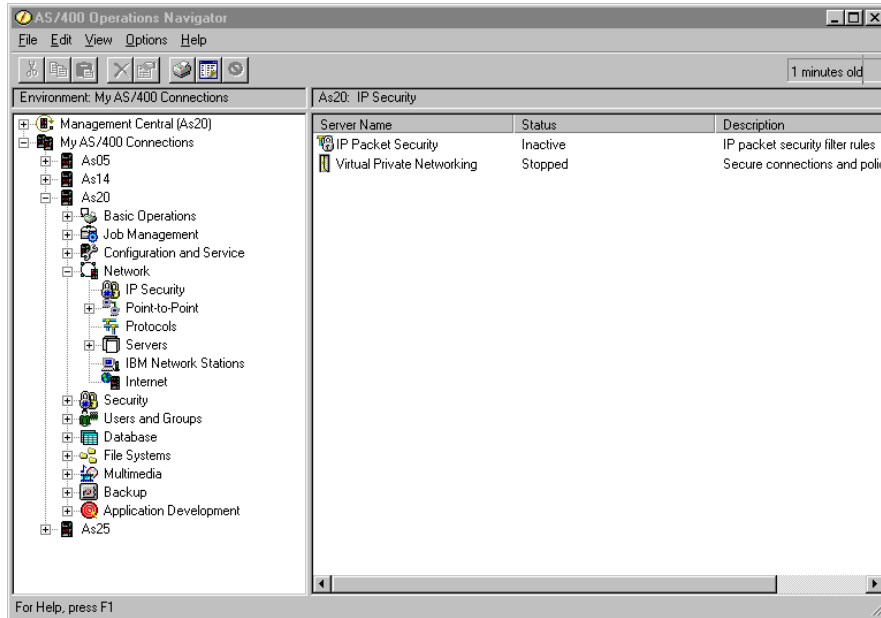 AS/400 Operations Navigator
File Edit View Options Help
1 minutes old
Environment: My AS/400 Connections
As20: IP Security
Management Central (As20)
My AS/400 Connections
As05
As14
As20
Basic Operations
Job Management
Configuration and Service
Network
IP Security
Point-to-Point
Protocols
Servers
IBM Network Stations
Internet
Security
Users and Groups
Database
File Systems
Multimedia
Backup
Application Development
As25
Server Name Status Description
IP Packet Security Inactive IP packet security filter rules
Virtual Private Networking Stopped Secure connections and poli
For Help, press F1